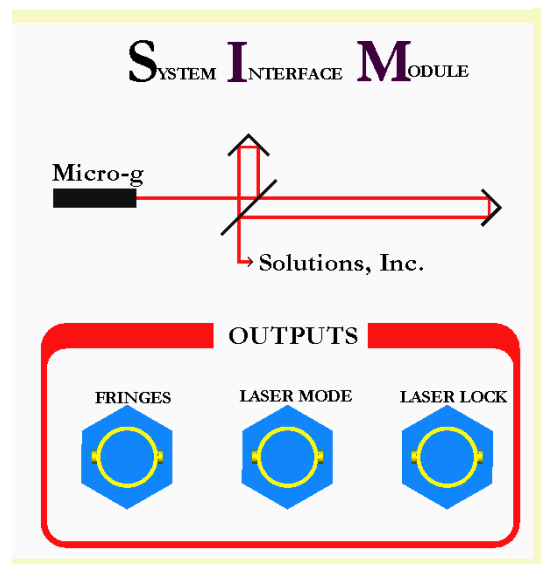 SYSTEM INTERFACE MODULE
Micro-g
Solutions, Inc.
OUTPUTS
FRINGES LASER MODE LASER LOCK